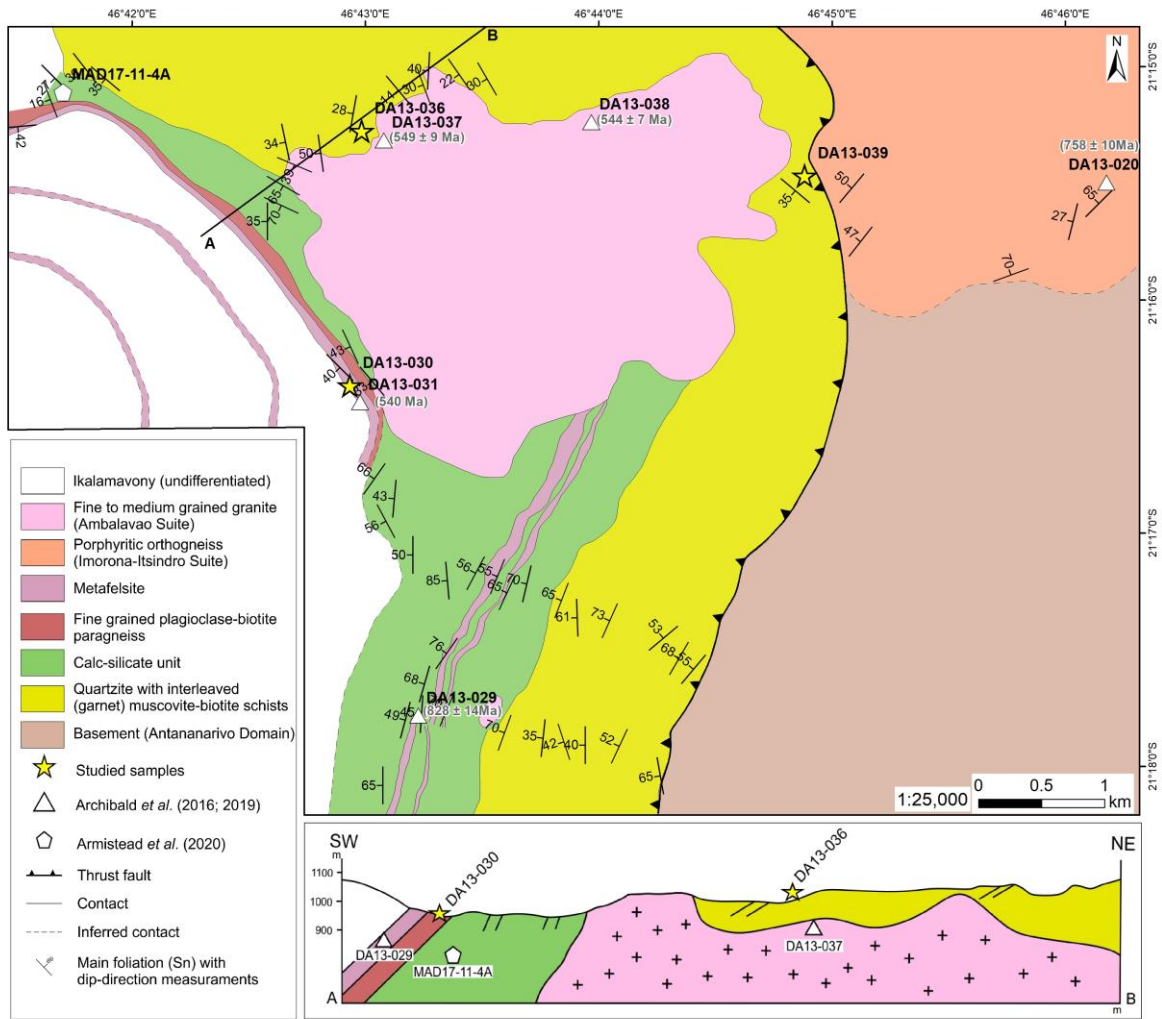 46°42'0"E
46°43'0"E
46°44'0"E
46°45'0"E
46°46'0"E
B
N
21°15'0"S
21°16'0"S
21°17'0"S
21°18'0"S
MAD17-11-4A
27
35
16
42
40
30
14
22
30
28
DA13-036
DA13-037
(549 ± 9 Ma)
DA13-038
(544 ± 7 Ma)
34
50
39
65
70
35
A
DA13-039
35
50
47
(758 ± 10Ma)
DA13-020
65
27
70
43
40
DA13-030
DA13-031
(540 Ma)
66
43
56
50
85
56
55
65
70
65
61
73
53
68
55
76
68
49
45
DA13-029
(828 ± 14Ma)
70
35
42
40
52
65
65
1:25,000
0 0.5 1
km
Ikalamavony (undifferentiated)
Fine to medium grained granite
(Ambalavao Suite)
Porphyritic orthogneiss
(Imorona-Itsindro Suite)
Metafelsite
Fine grained plagioclase-biotite
paragneiss
Calc-silicate unit
Quartzite with interleaved
(garnet) muscovite-biotite schists
Basement (Antananarivo Domain)
Studied samples
Archibald et al. (2016; 2019)
Armistead et al. (2020)
Thrust fault
Contact
Inferred contact
Main foliation (Sn) with
dip-direction measuraments
SW
NE
m
1100
1000
900
DA13-030
DA13-036
DA13-029
MAD17-11-4A
DA13-037
A
B
m